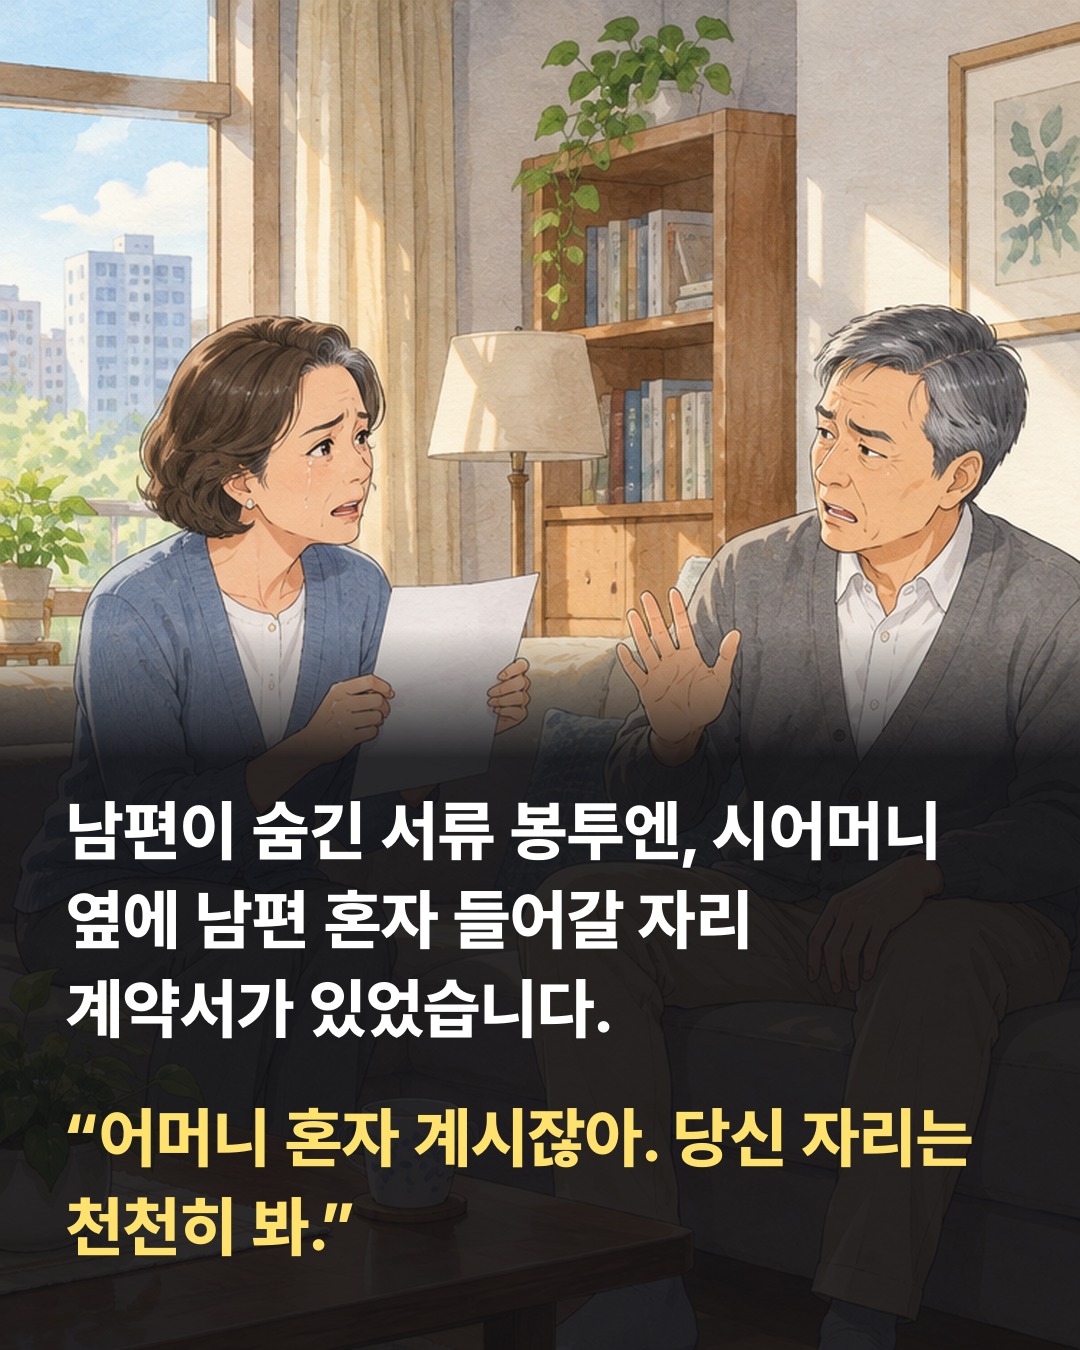 남편이 숨긴 서류 봉투엔, 시어머니
옆에 남편 혼자 들어갈 자리
계약서가 있었습니다.
“어머니 혼자 계시잖아. 당신 자리는
천천히 봐.”